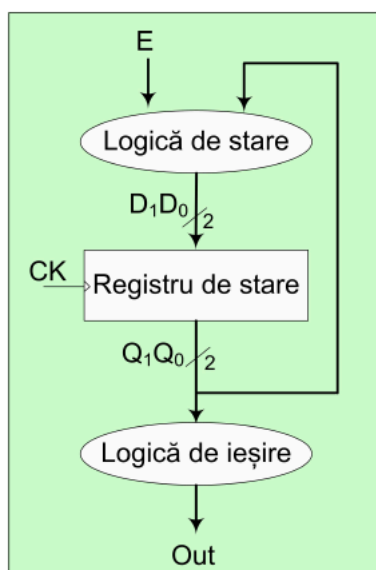 E
Logică de stare
D₁D₀
2
CK
Registru de stare
Q₁Q₀
2
Logică de ieșire
Out